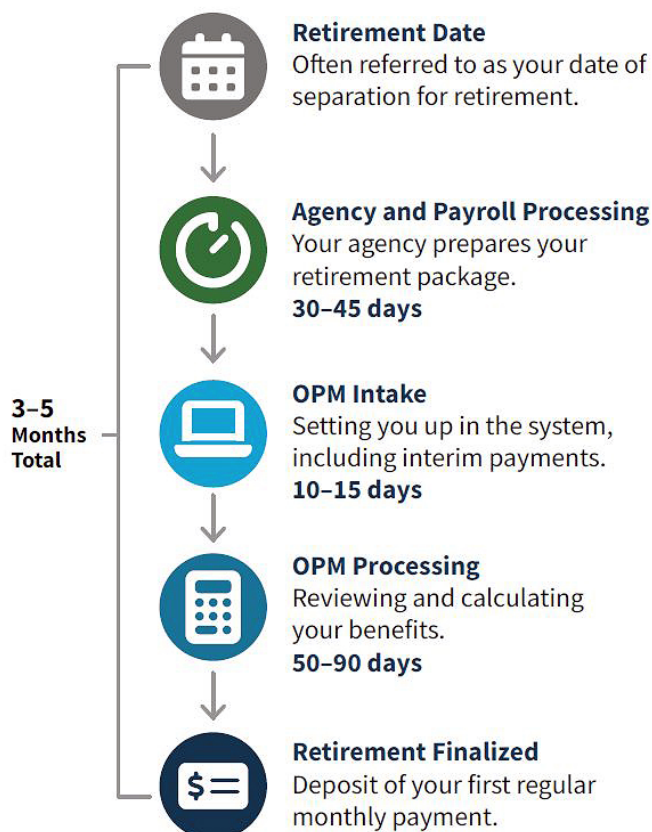 Retirement Date
Often referred to as your date of
separation for retirement.
Agency and Payroll Processing
Your agency prepares your
retirement package.
30–45 days
3–5
Months
Total
OPM Intake
Setting you up in the system,
including interim payments.
10–15 days
OPM Processing
Reviewing and calculating
your benefits.
50–90 days
$
Retirement Finalized
Deposit of your first regular
monthly payment.